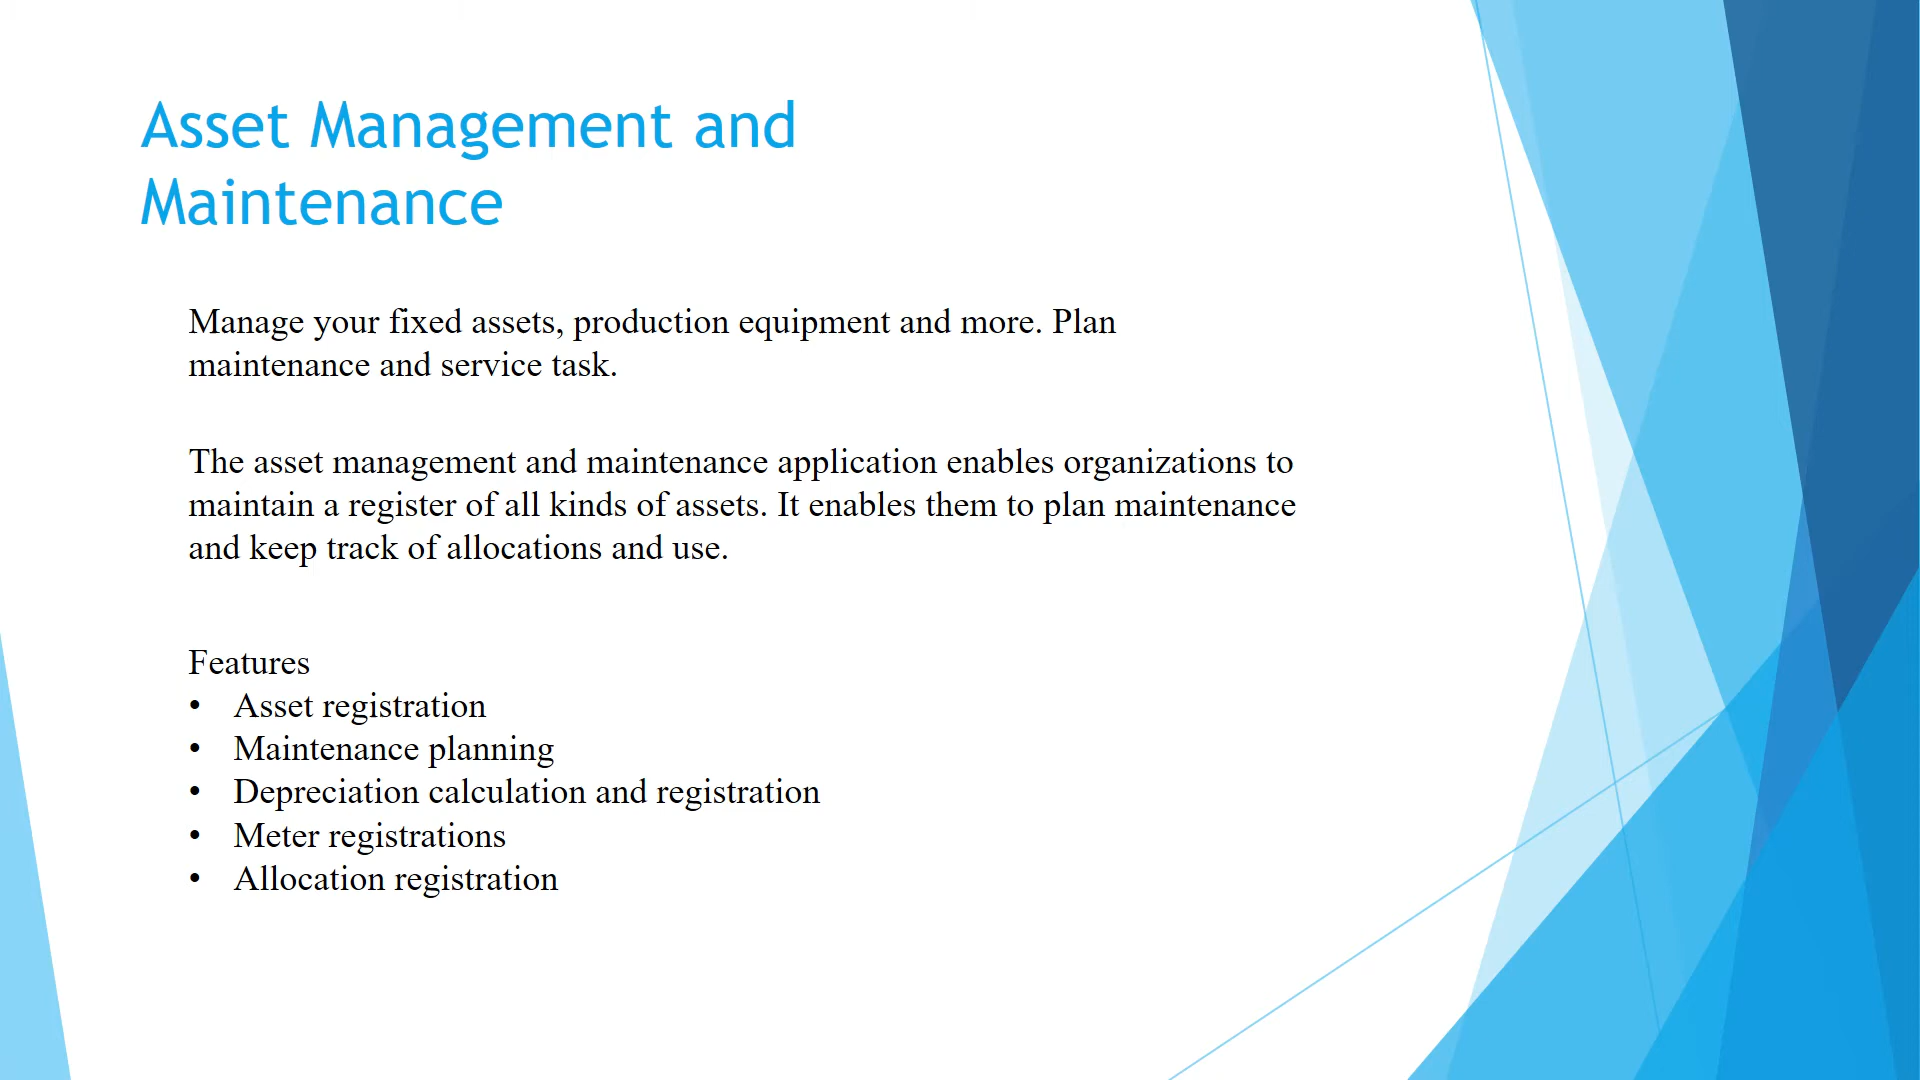 Asset Management and
Maintenance
Manage your fixed assets, production equipment and more. Plan
maintenance and service task.
The asset management and maintenance application enables organizations to
maintain a register of all kinds of assets. It enables them to plan maintenance
and keep track of allocations and use.
Features
• Asset registration
• Maintenance planning
• Depreciation calculation and registration
• Meter registrations
• Allocation registration